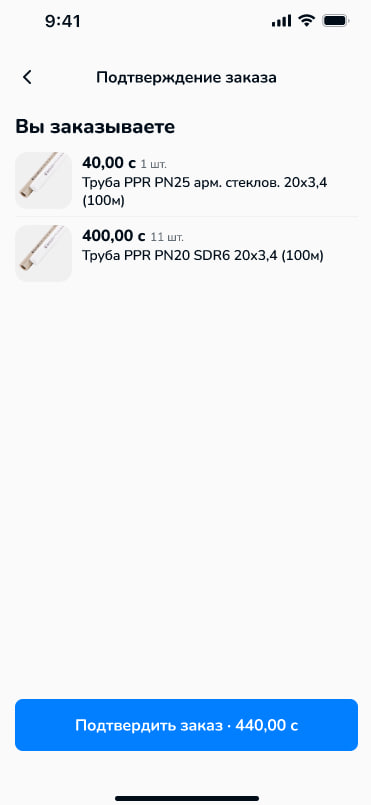 9:41
Подтверждение заказа
Вы заказываете
40,00 с 1 шт.
Труба PPR PN25 арм. стеклов. 20х3,4
(100м)
400,00 с 11 шт.
Труба PPR PN20 SDR6 20х3,4 (100м)
Подтвердить заказ · 440,00 с